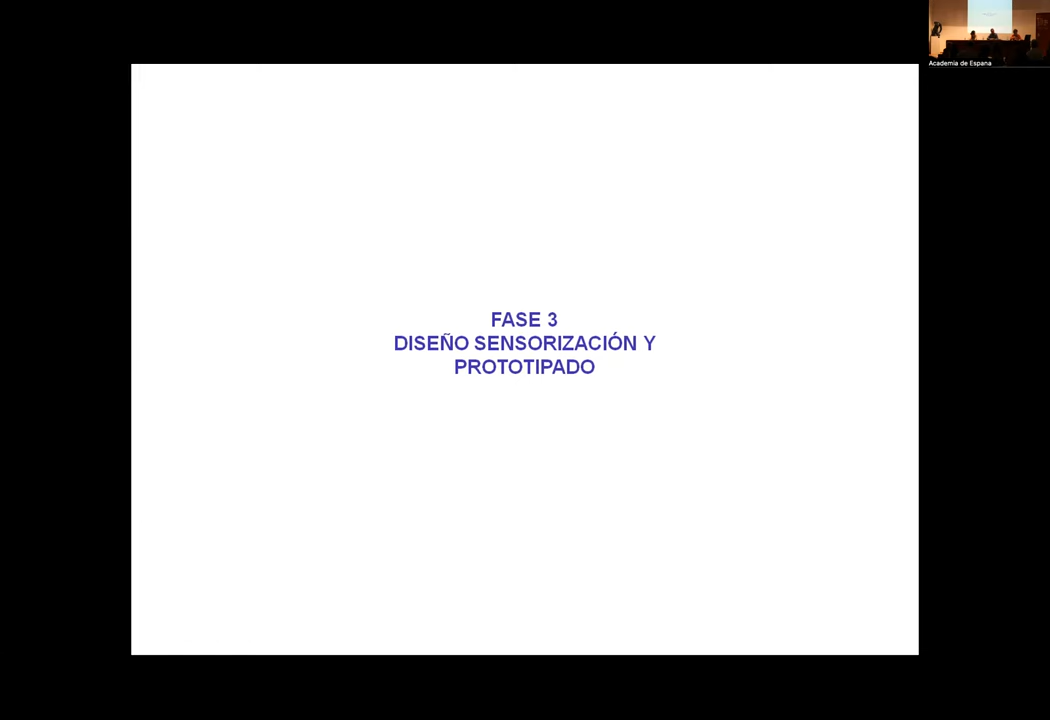 Academia de Espana
FASE 3
DISEÑO SENSORIZACIÓN Y
PROTOTIPADO